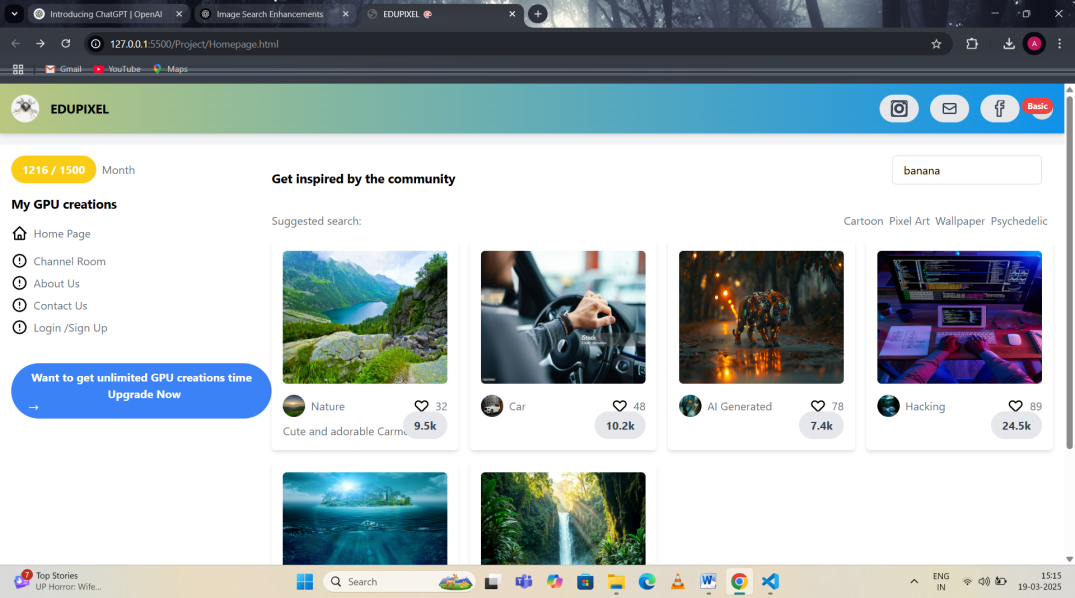 Introducing ChatGPT | OpenAI
Image Search Enhancements
EDUPIXEL
127.0.0.1:5500/Project/Homepage.html
A
Gmail
YouTube
Maps
EDUPIXEL
Basic
1216 / 1500 Month
banana
Get inspired by the community
My GPU creations
Suggested search:
Cartoon Pixel Art Wallpaper Psychedelic
Home Page
Channel Room
About Us
Contact Us
Login /Sign Up
Want to get unlimited GPU creations time
Upgrade Now
→
iStock
Nature 32
9.5k
Cute and adorable Carm
Car 48
10.2k
AI Generated 78
7.4k
Hacking 89
24.5k
7
Top Stories
UP Horror: Wife...
Search
ENG
IN
15:15
19-03-2025